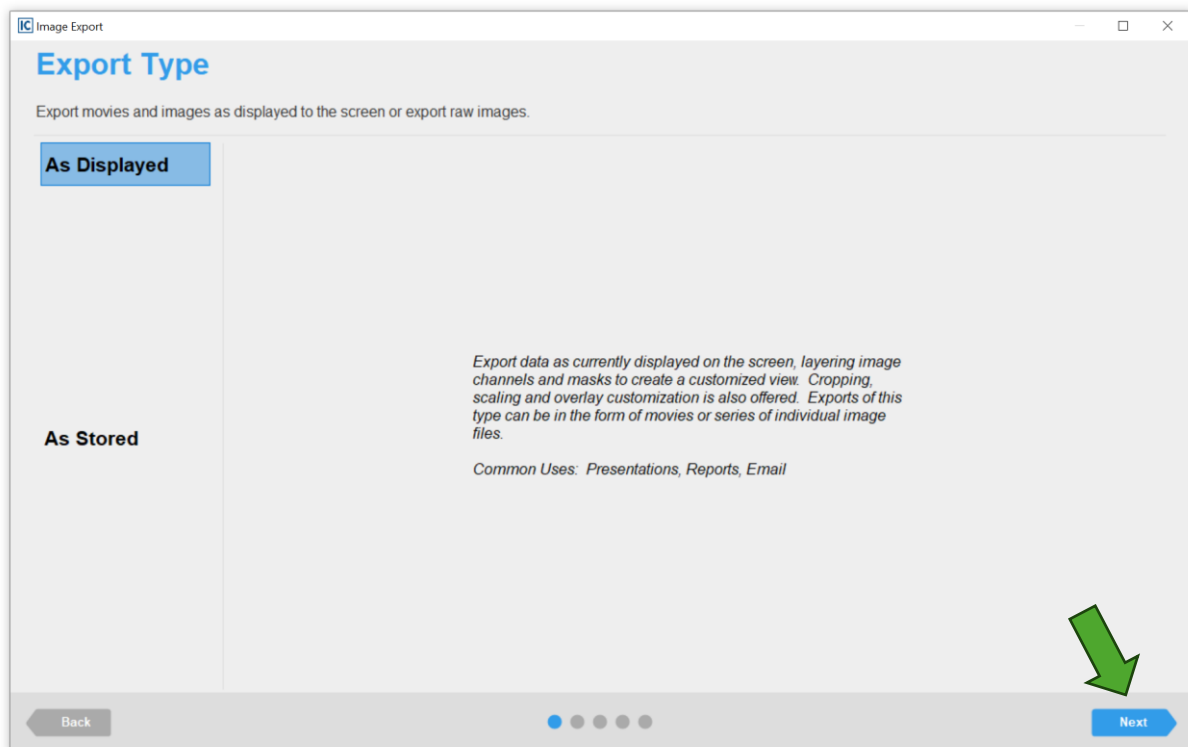 IC Image Export
Export Type
Export movies and images as displayed to the screen or export raw images.
As Displayed
Export data as currently displayed on the screen, layering image
channels and masks to create a customized view. Cropping,
scaling and overlay customization is also offered. Exports of this
type can be in the form of movies or series of individual image
files.
As Stored
Common Uses: Presentations, Reports, Email
Back
Next